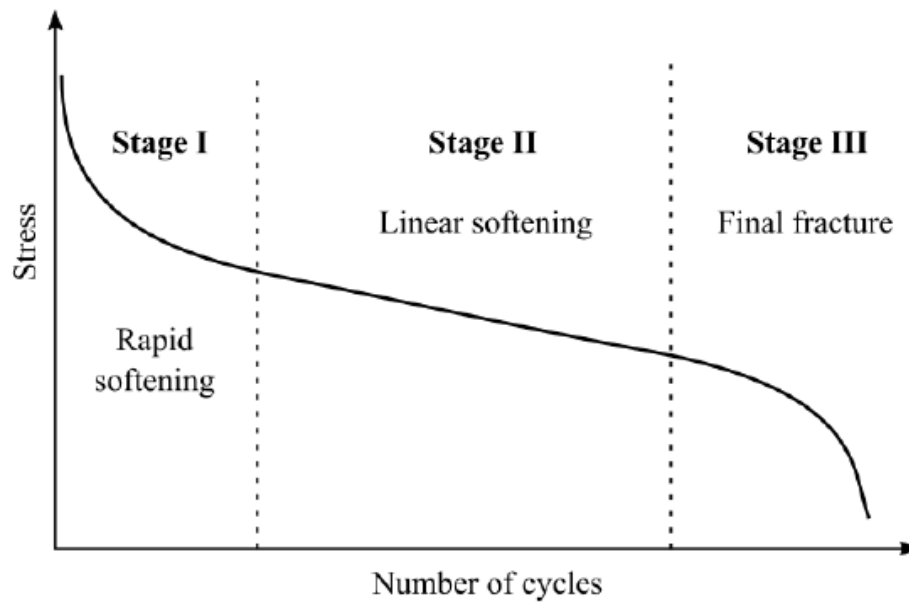 Stage I
Stage II
Stage III
Linear softening
Final fracture
Rapid
softening
Stress
Number of cycles